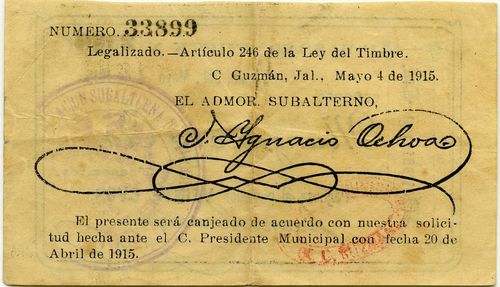 NUMERO. 33899
Legalizado.—Artículo 246 de la Ley del Timbre.
C Guzmán, Jal., Mayo 4 de 1915.
EL ADMOR. SUBALTERNO,
J. Ygnacio Ochoa
El presente será canjeado de acuerdo con nuestra solici-
tud hecha ante el C. Presidente Municipal con fecha 20 de
Abril de 1915.
SUBALTERNA